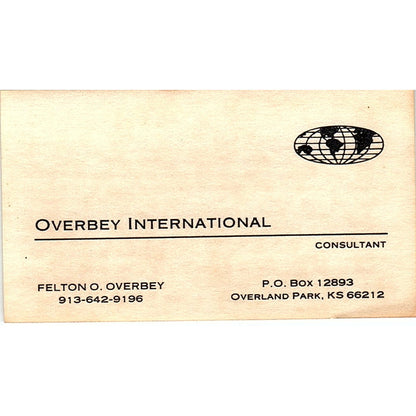 OVERBEY INTERNATIONAL
CONSULTANT
FELTON O. OVERBEY
913-642-9196
P.O. BOX 12893
OVERLAND PARK, KS 66212